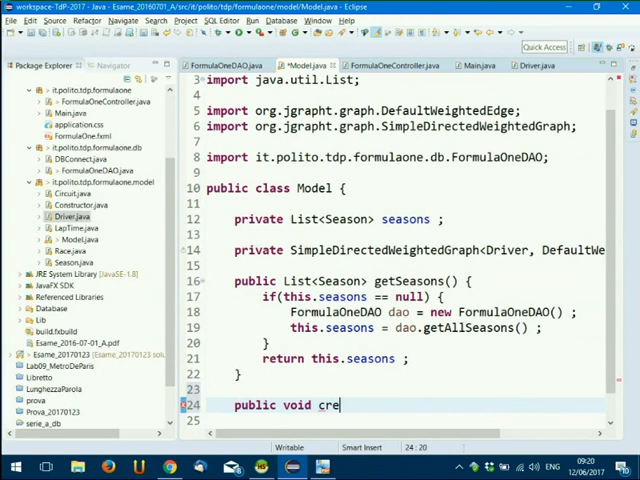 workspace-TdP-2017 - Java - Esame_20160701_A/src/it/polito/tdp/formulaone/model/Model.java - Eclipse
File Edit Source Refactor Navigate Search Project SQL Editor Run Database Window Help
Quick Access
Package Explorer Navigator
FormulaOneDAO.java *Model.java FormulaOneController.java Main.java Driver.java
it.polito.tdp.formulaone
FormulaOneController.java
Main.java
application.css
FormulaOne.fxml
it.polito.tdp.formulaone.db
DBConnect.java
FormulaOneDAO.java
it.polito.tdp.formulaone.model
Circuit.java
Constructor.java
Driver.java
LapTime.java
Model.java
Race.java
Season.java
JRE System Library [JavaSE-1.8]
JavaFX SDK
Referenced Libraries
Database
Lib
build.fxbuild
Esame_2016-07-01_A.pdf
Esame_20170123
Esame_20170123 solu
Lab09_MetroDeParis
Libretto
LunghezzaParola
prova
Prova_20170123
serie_a_db
3 import java.util.List;
4
5 import org.jgrapht.graph.DefaultWeightedEdge;
6 import org.jgrapht.graph.SimpleDirectedWeightedGraph;
7
8 import it.polito.tdp.formulaone.db.FormulaOneDAO;
9
10 public class Model {
11
12 private List<Season> seasons ;
13
14 private SimpleDirectedWeightedGraph<Driver, DefaultWe
15
16 public List<Season> getSeasons() {
17 if(this.seasons == null) {
18 FormulaOneDAO dao = new FormulaOneDAO() ;
19 this.seasons = dao.getAllSeasons() ;
20 }
21 return this.seasons ;
22 }
23
24 public void cre
25
Writable Smart Insert 24 : 20
ENG
09:20
12/06/2017